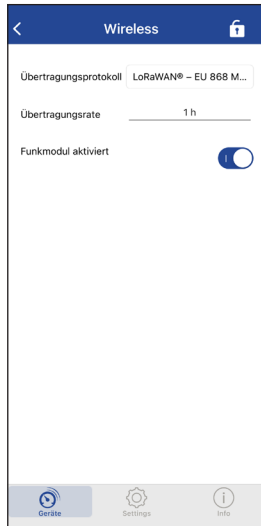 Wireless
Übertragungsprotokoll LoRaWAN® – EU 868 M...
Übertragungsrate 1 h
Funkmodul aktiviert
Geräte Settings Info